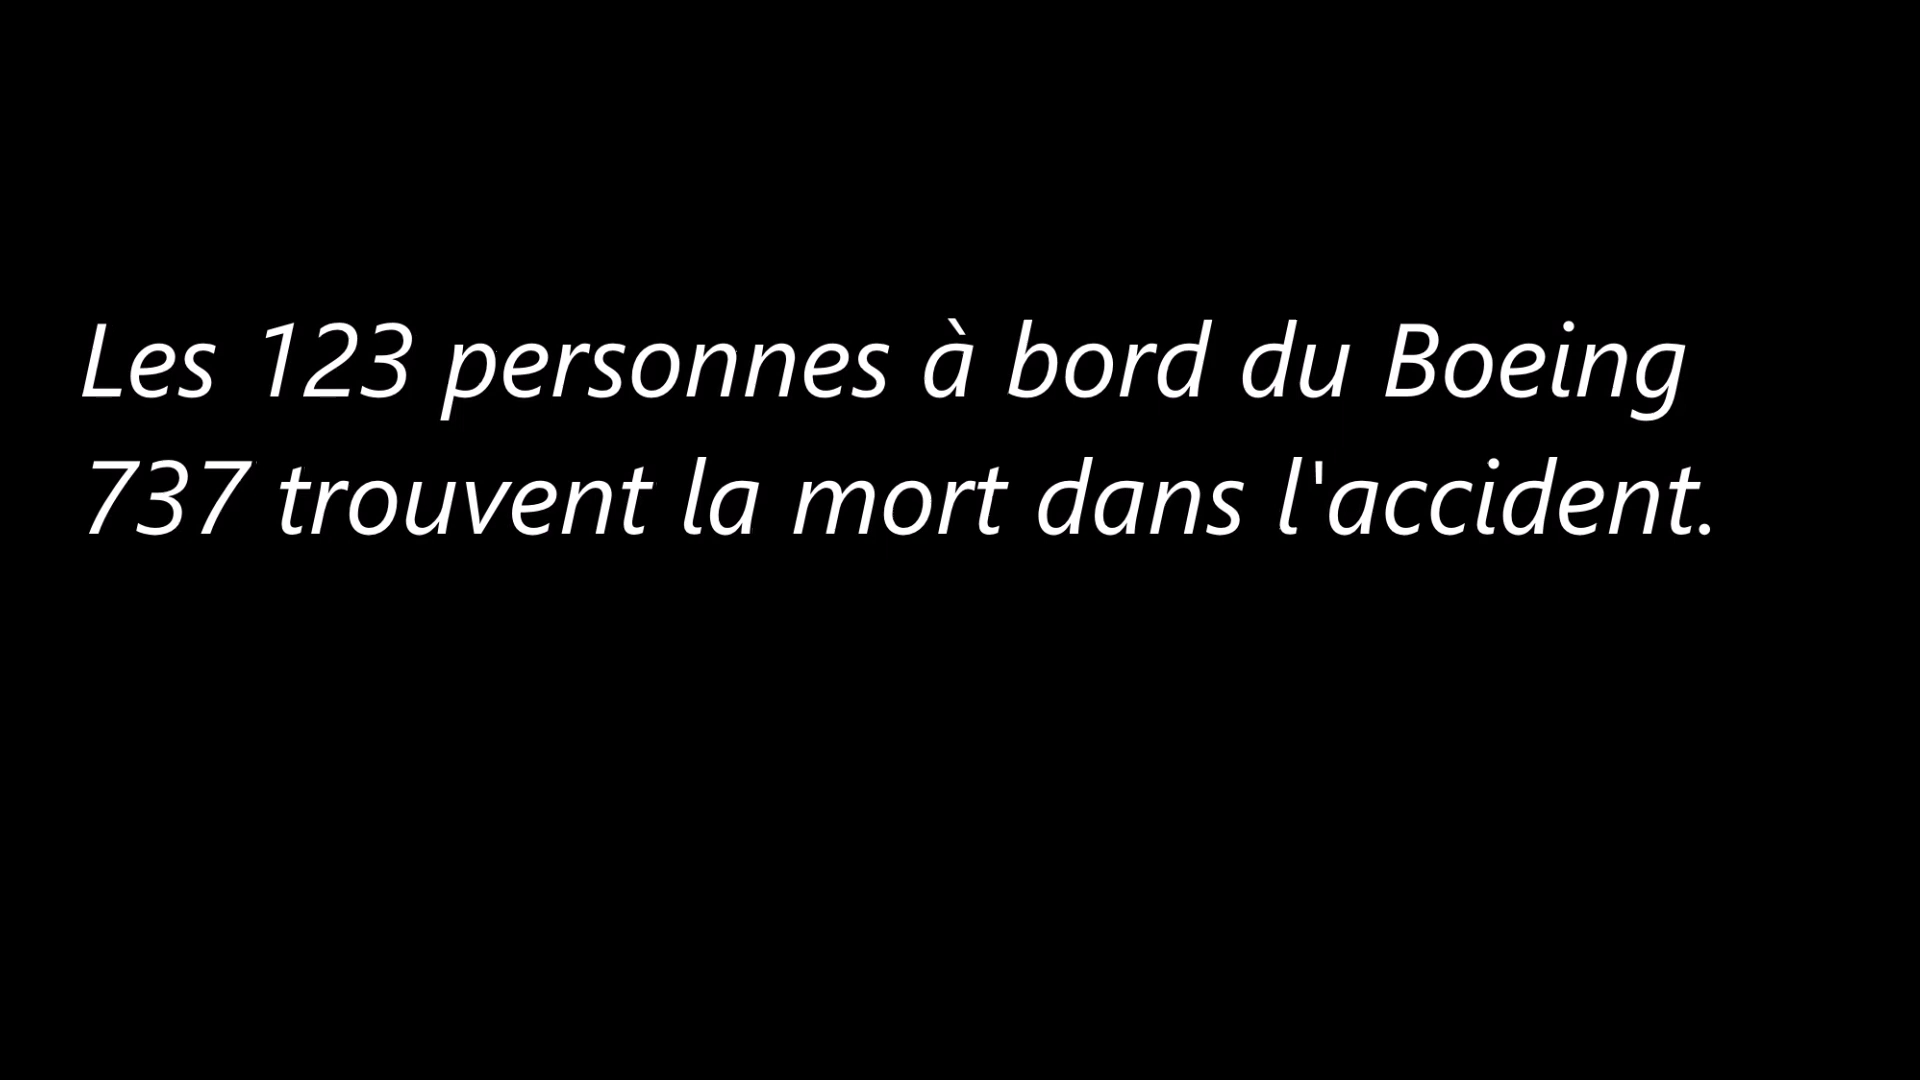 Les 123 personnes à bord du Boeing
737 trouvent la mort dans l'accident.